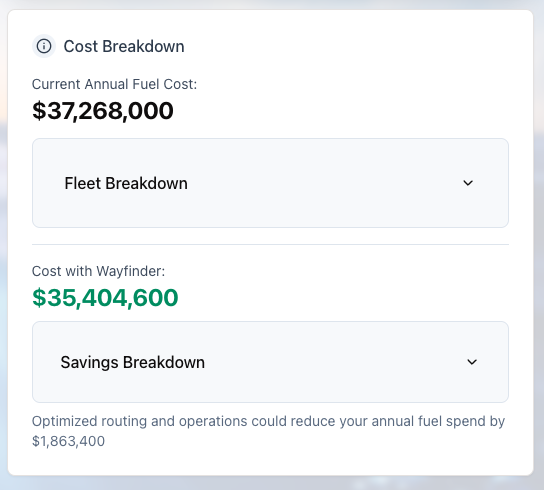 Cost Breakdown
Current Annual Fuel Cost:
$37,268,000
Fleet Breakdown
Cost with Wayfinder:
$35,404,600
Savings Breakdown
Optimized routing and operations could reduce your annual fuel spend by
$1,863,400